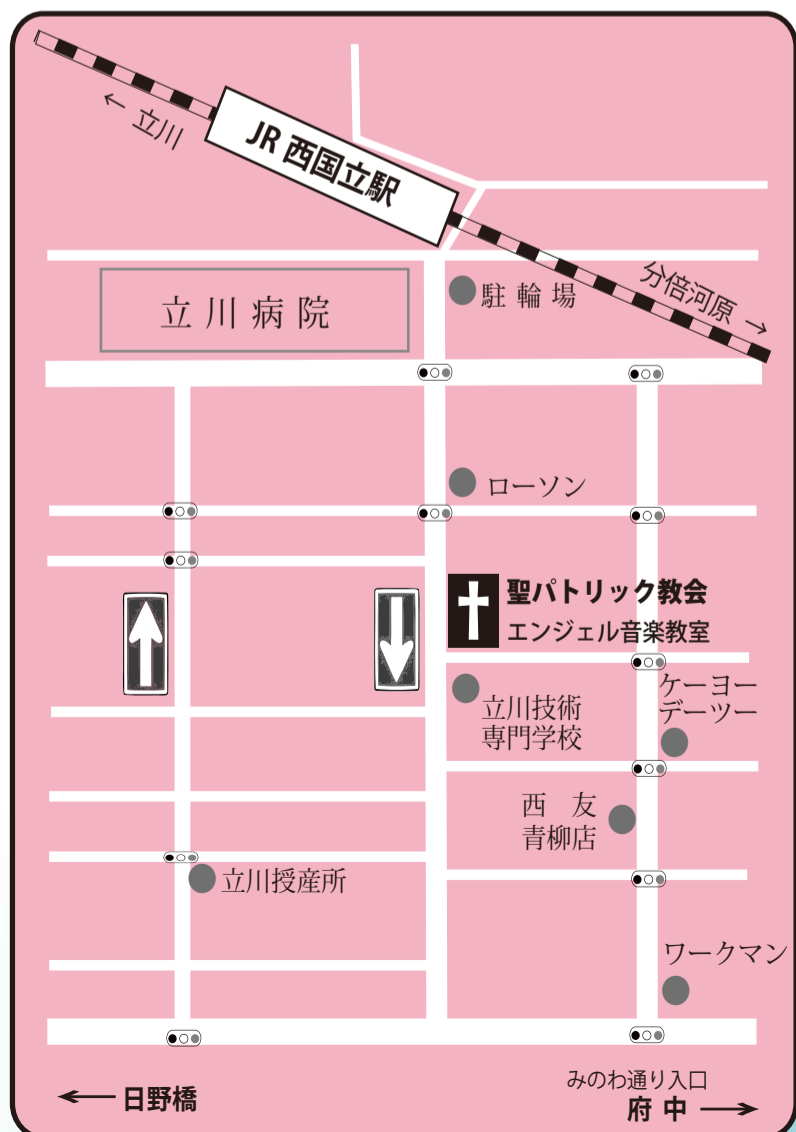 ← 立川
JR 西国立駅
分倍河原 →
立川病院
駐輪場
ローソン
聖パトリック教会
エンジェル音楽教室
立川技術
専門学校
ケーヨー
デーツー
西 友
青柳店
立川授産所
ワークマン
← 日野橋
みのわ通り入口
府中 →